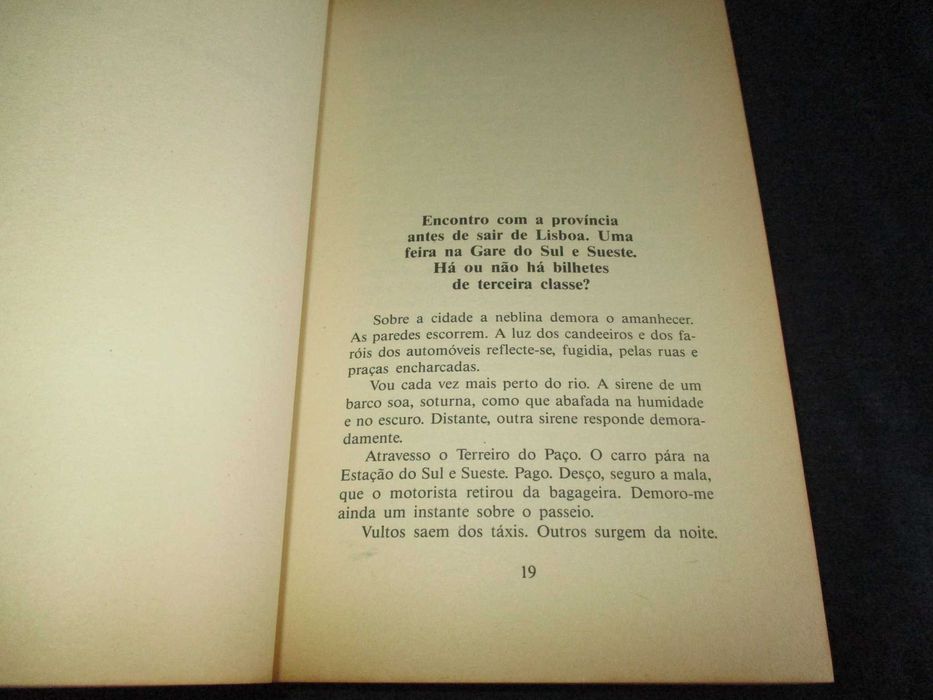 Encontro com a província
antes de sair de Lisboa. Uma
feira na Gare do Sul e Sueste.
Há ou não há bilhetes
de terceira classe?
Sobre a cidade a neblina demora o amanhecer.
As paredes escorrem. A luz dos candeeiros e dos fa-
róis dos automóveis reflecte-se, fugidia, pelas ruas e
praças encharcadas.
Vou cada vez mais perto do rio. A sirene de um
barco soa, soturna, como que abafada na humidade
e no escuro. Distante, outra sirene responde demora-
damente.
Atravesso o Terreiro do Paço. O carro pára na
Estação do Sul e Sueste. Pago. Desço, seguro a mala,
que o motorista retirou da bagageira. Demoro-me
ainda um instante sobre o passeio.
Vultos saem dos táxis. Outros surgem da noite.
19